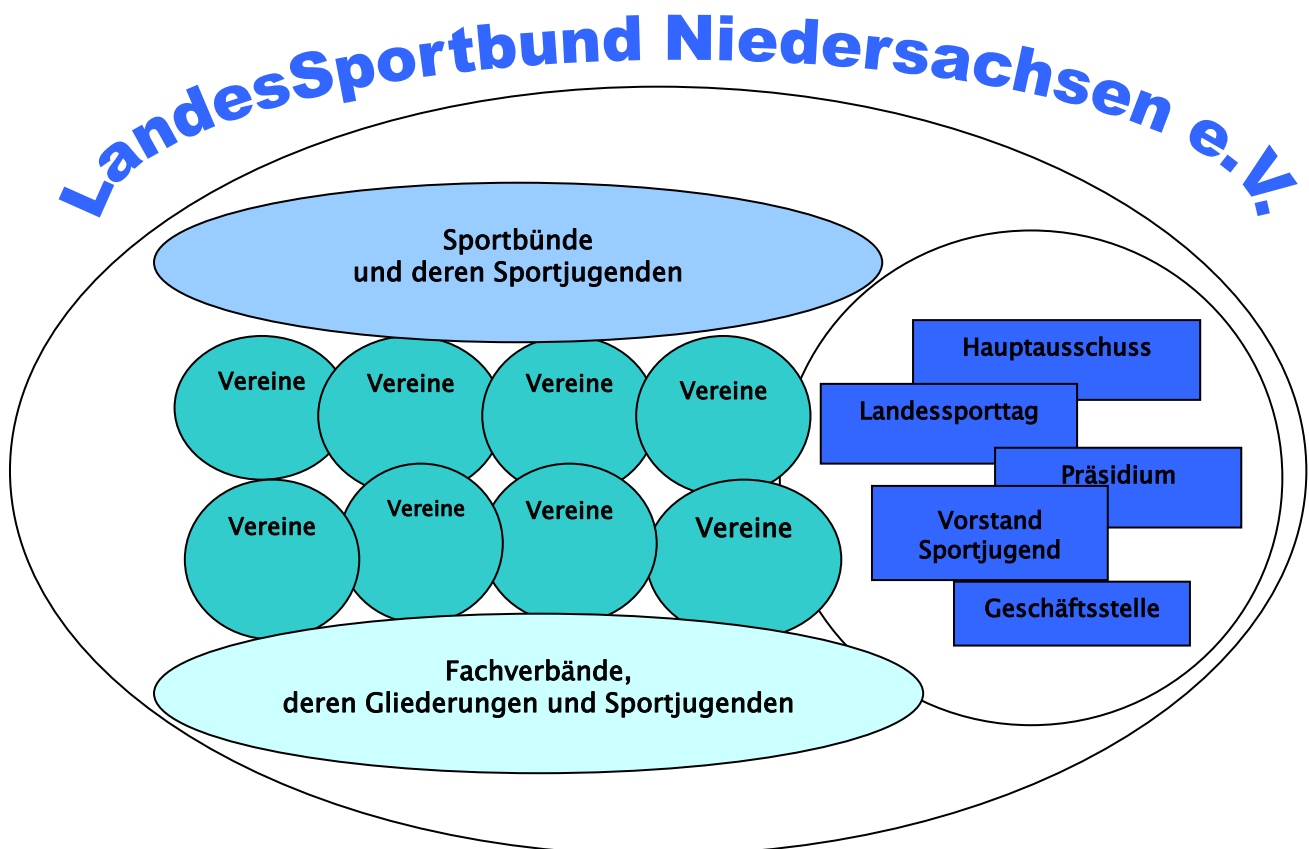 LandesSportbund Niedersachsen e.V.
Sportbünde
und deren Sportjugenden
Vereine
Vereine
Vereine
Vereine
Vereine
Vereine
Vereine
Vereine
Fachverbände,
deren Gliederungen und Sportjugenden
Hauptausschuss
Landessporttag
Präsidium
Vorstand
Sportjugend
Geschäftsstelle